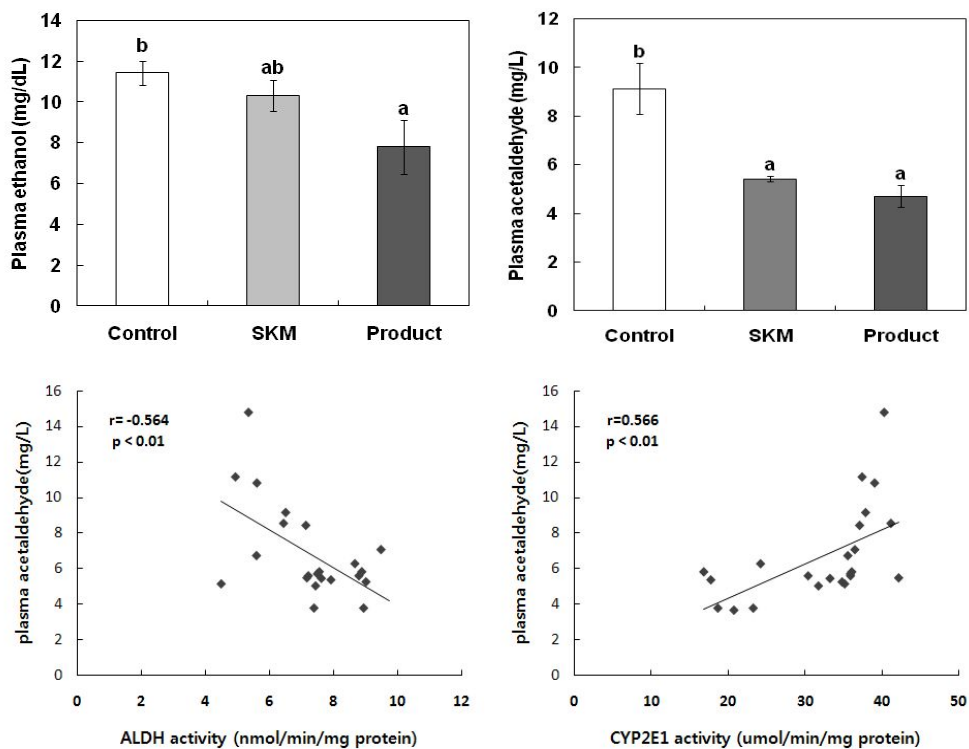 Plasma ethanol (mg/dL)
14
12
10
8
6
4
2
0
b
ab
a
Control SKM Product
Plasma acetaldehyde (mg/L)
12
10
8
6
4
2
0
b
a
a
Control SKM Product
plasma acetaldehyde(mg/L)
16
14
12
10
8
6
4
2
0
r= -0.564
p < 0.01
0 2 4 6 8 10 12
ALDH activity (nmol/min/mg protein)
plasma acetaldehyde(mg/L)
16
14
12
10
8
6
4
2
0
r=0.566
p < 0.01
0 10 20 30 40 50
CYP2E1 activity (umol/min/mg protein)